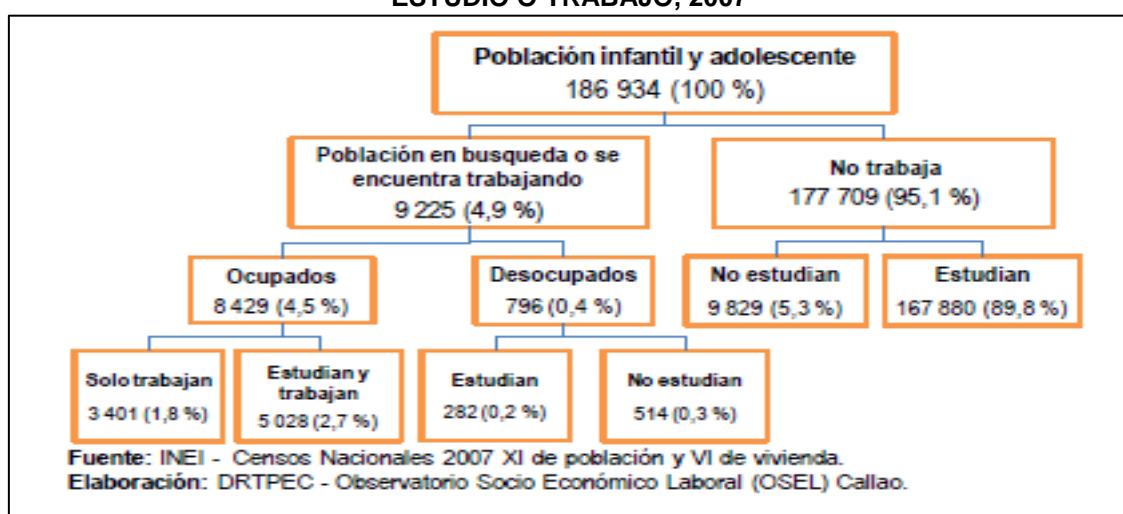 ESTUDIO O TRABAJO, 2007
Población infantil y adolescente
186 934 (100 %)
Población en busqueda o se
encuentra trabajando
9 225 (4,9 %)
No trabaja
177 709 (95,1 %)
Ocupados
8 429 (4,5 %)
Desocupados
796 (0,4 %)
No estudian
9 829 (5,3 %)
Estudian
167 880 (89,8 %)
Solo trabajan
3 401 (1,8 %)
Estudian y
trabajan
5 028 (2,7 %)
Estudian
282 (0,2 %)
No estudian
514 (0,3 %)
Fuente: INEI - Censos Nacionales 2007 XI de población y VI de vivienda.
Elaboración: DRTPEC - Observatorio Socio Económico Laboral (OSEL) Callao.